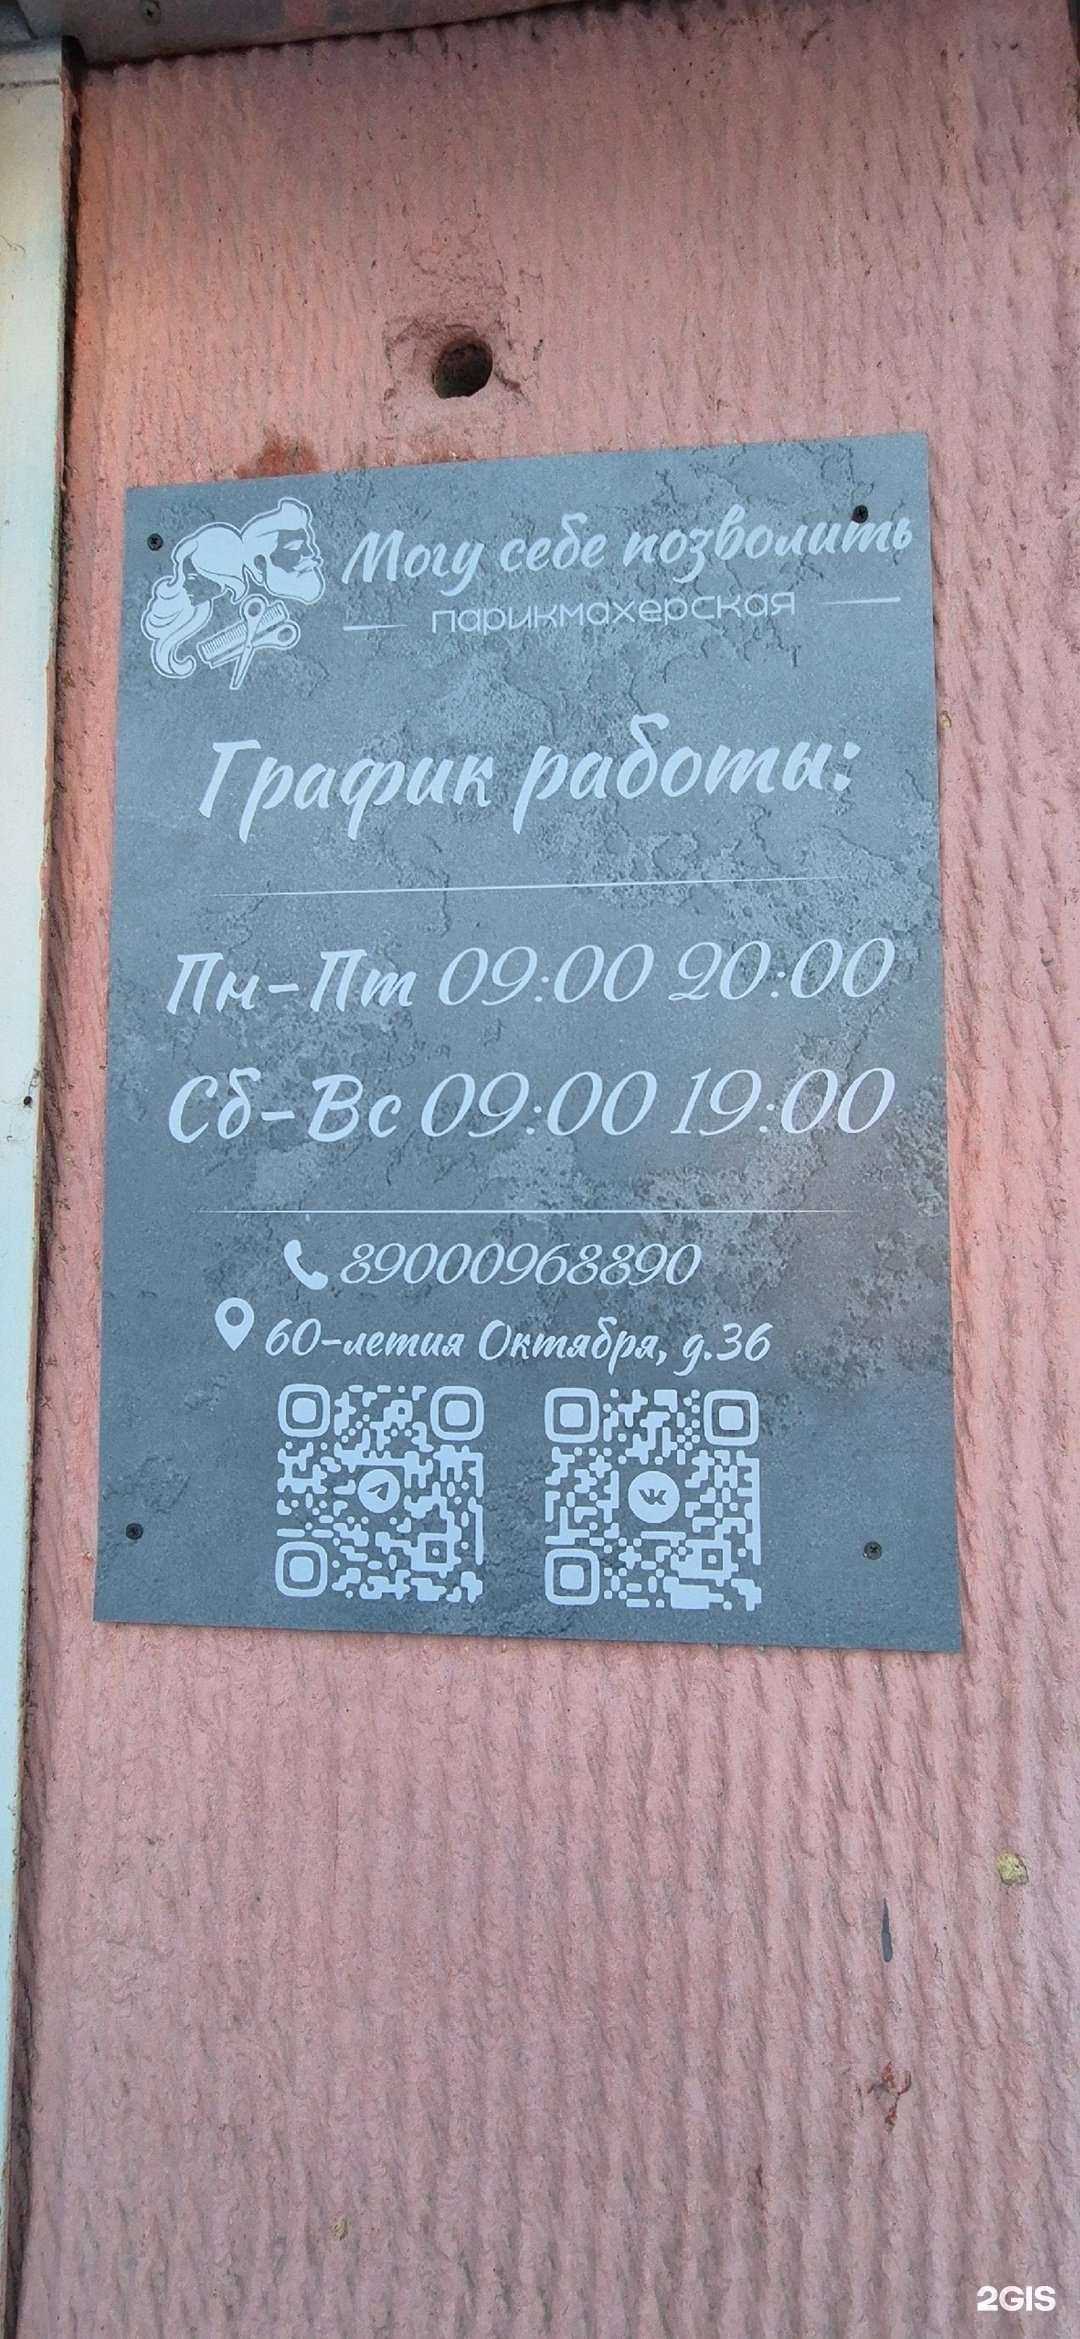 Могу себе позволить
парикмахерская
График работы:
Пн-Пт 09:00 20:00
Сб-Вс 09:00 19:00
89000968890
60-летия Октября, д.36
2GIS